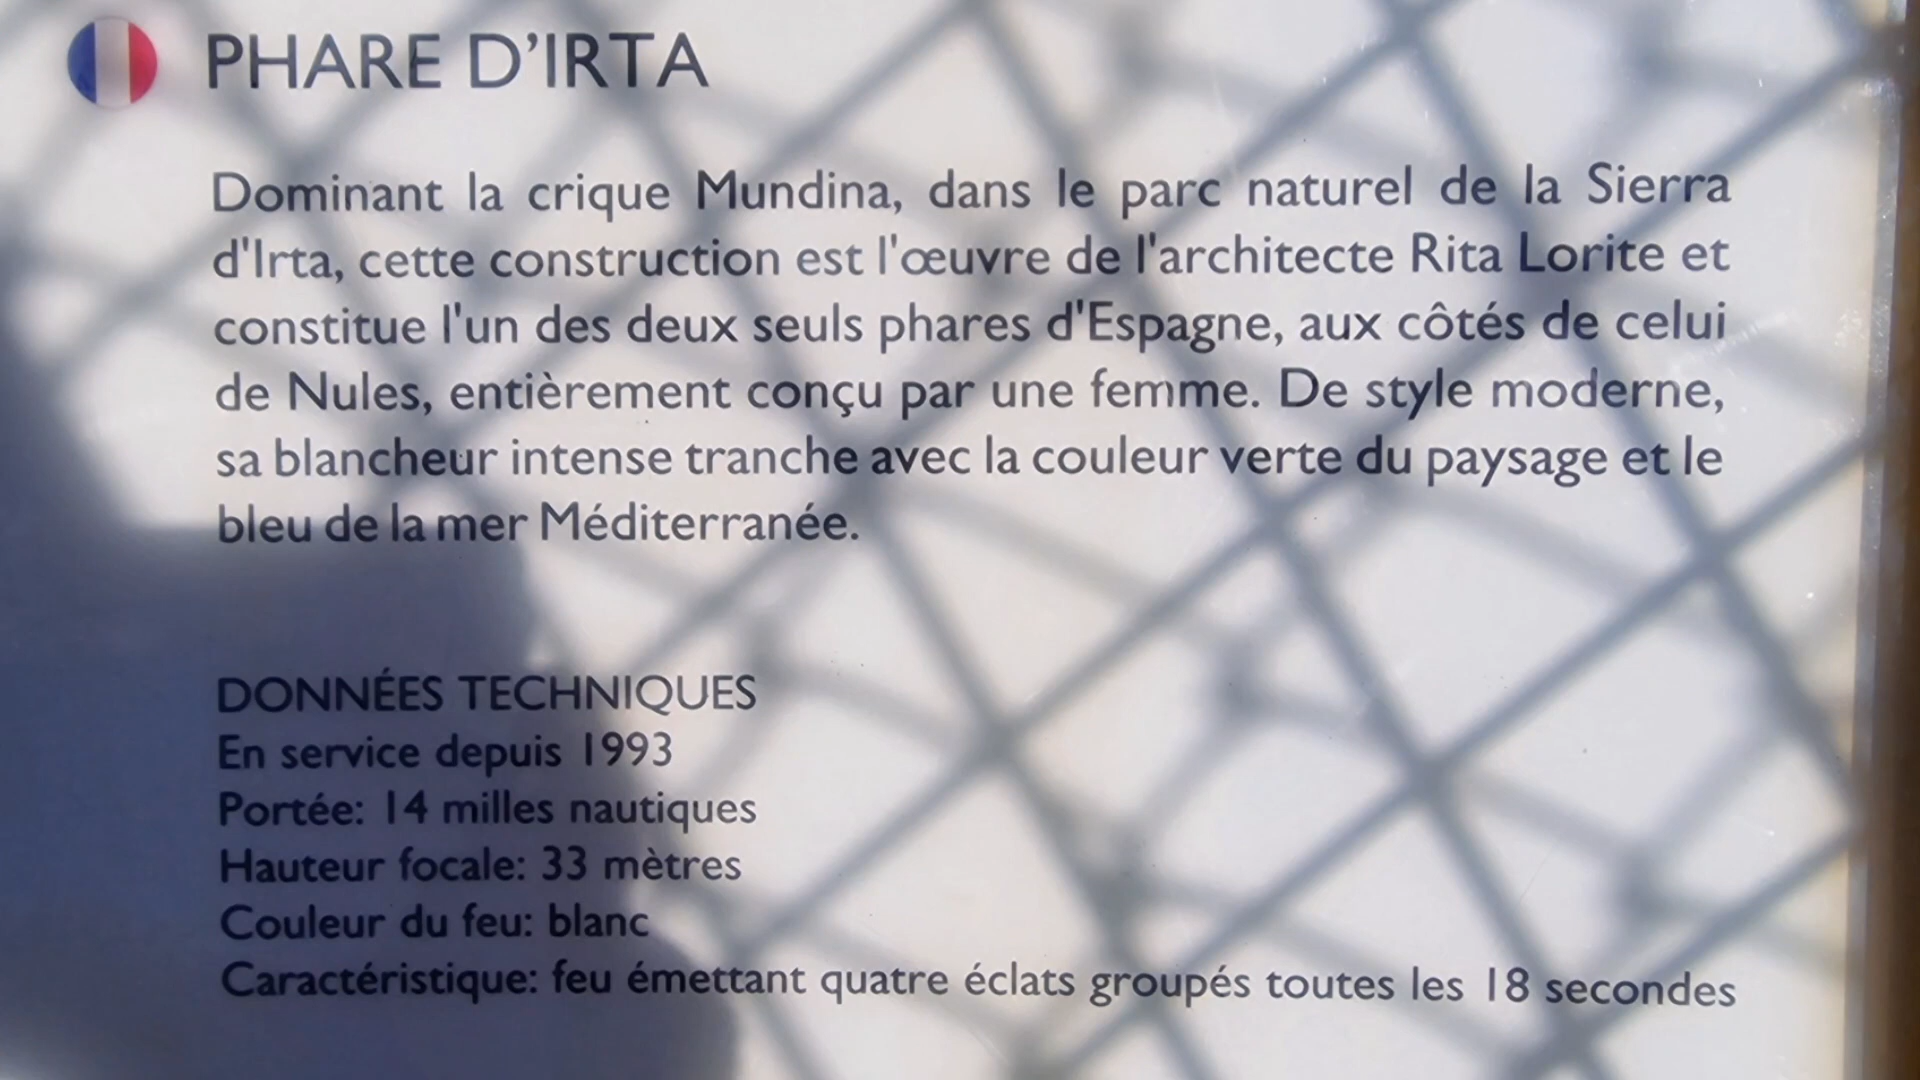 PHARE D'IRTA
Dominant la crique Mundina, dans le parc naturel de la Sierra
d'Irta, cette construction est l'œuvre de l'architecte Rita Lorite et
constitue l'un des deux seuls phares d'Espagne, aux côtés de celui
de Nules, entièrement conçu par une femme. De style moderne,
sa blancheur intense tranche avec la couleur verte du paysage et le
bleu de la mer Méditerranée.
DONNÉES TECHNIQUES
En service depuis 1993
Portée: 14 milles nautiques
Hauteur focale: 33 mètres
Couleur du feu: blanc
Caractéristique: feu émettant quatre éclats groupés toutes les 18 secondes